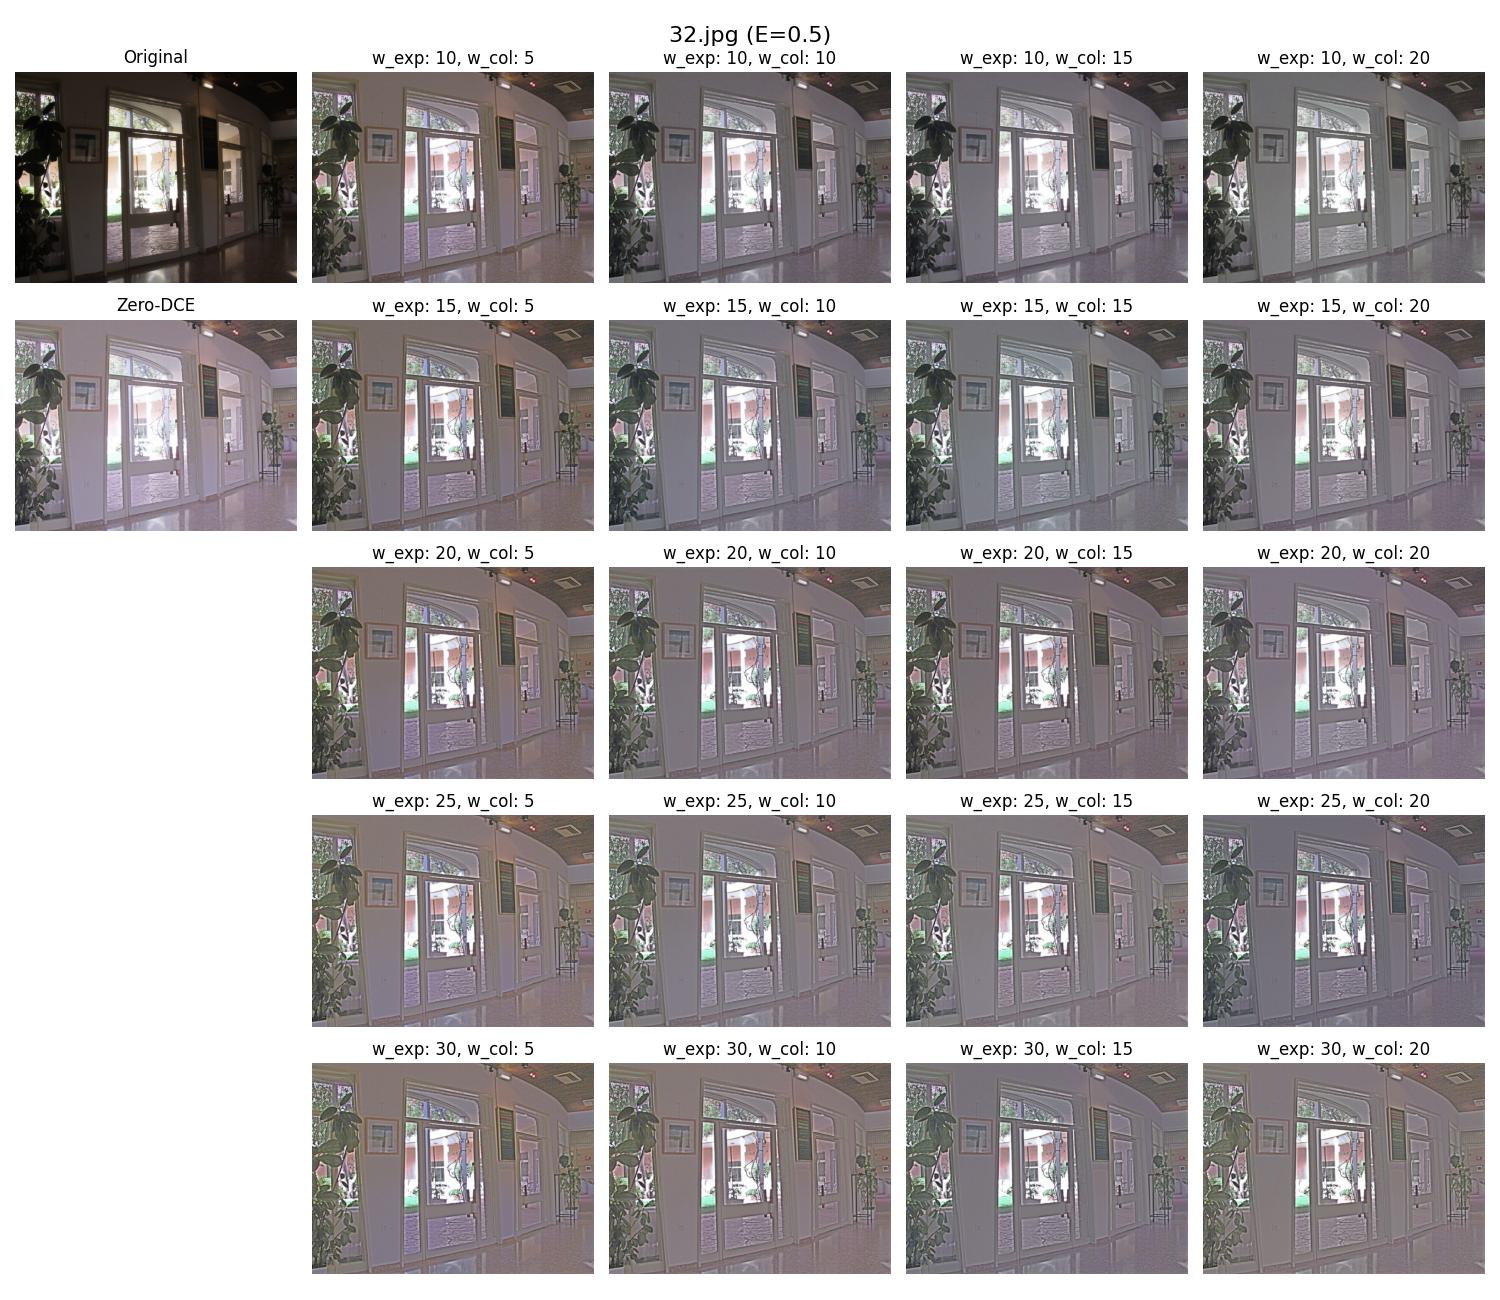 32.jpg (E=0.5)
Original
w_exp: 10, w_col: 5
w_exp: 10, w_col: 10
w_exp: 10, w_col: 15
w_exp: 10, w_col: 20
Zero-DCE
w_exp: 15, w_col: 5
w_exp: 15, w_col: 10
w_exp: 15, w_col: 15
w_exp: 15, w_col: 20
w_exp: 20, w_col: 5
w_exp: 20, w_col: 10
w_exp: 20, w_col: 15
w_exp: 20, w_col: 20
w_exp: 25, w_col: 5
w_exp: 25, w_col: 10
w_exp: 25, w_col: 15
w_exp: 25, w_col: 20
w_exp: 30, w_col: 5
w_exp: 30, w_col: 10
w_exp: 30, w_col: 15
w_exp: 30, w_col: 20